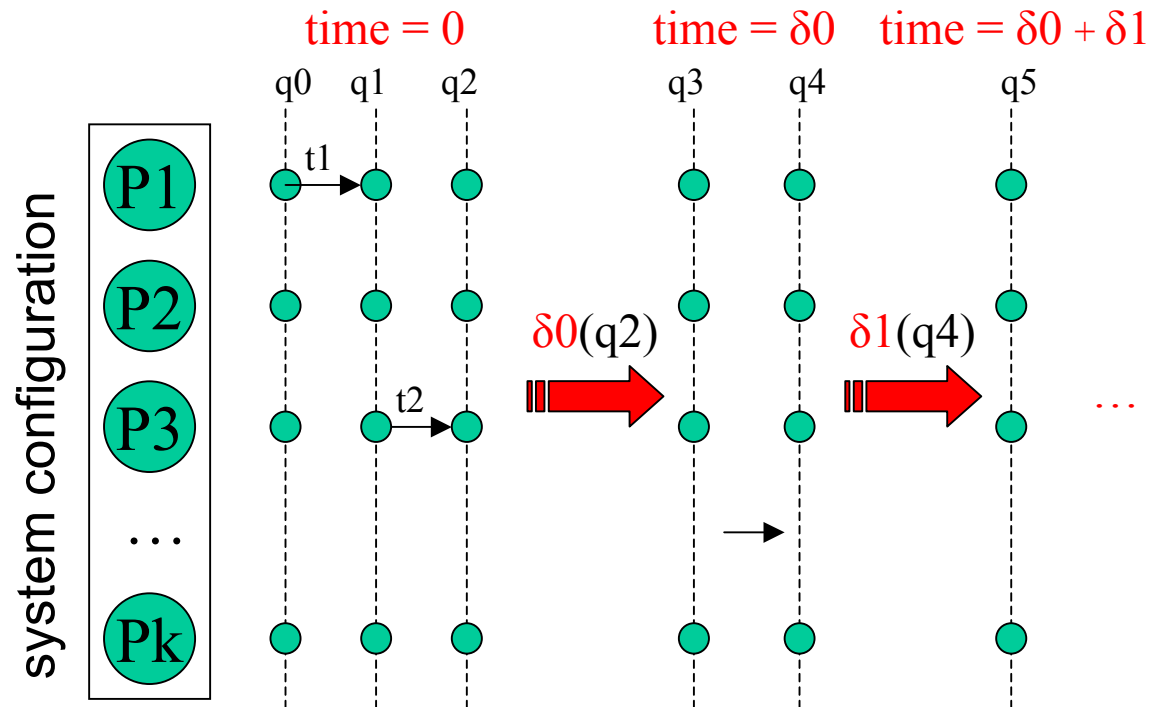 time = 0 time = δ0 time = δ0 + δ1
q0 q1 q2 q3 q4 q5
system configuration
P1 t1
P2
δ0(q2) δ1(q4)
P3 t2
…
…
Pk